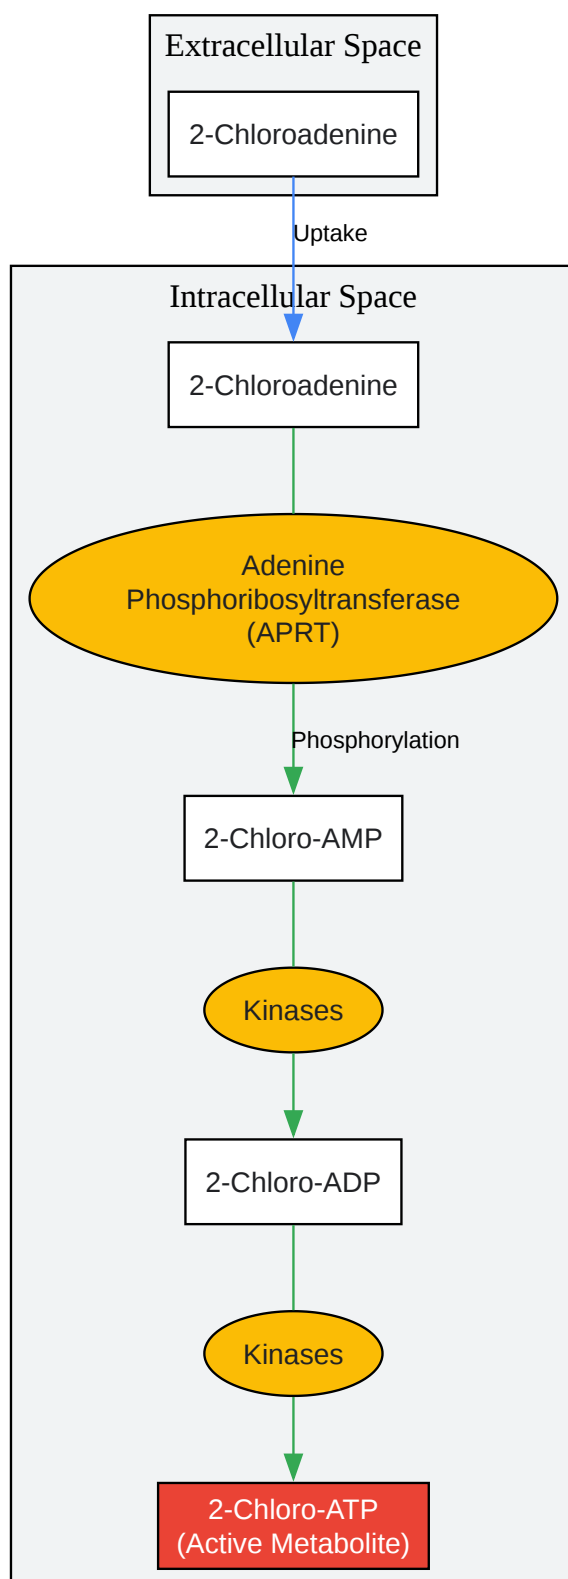 Extracellular Space
2-Chloroadenine
Uptake
Intracellular Space
2-Chloroadenine
Adenine
Phosphoribosyltransferase
(APRT)
Phosphorylation
2-Chloro-AMP
Kinases
2-Chloro-ADP
Kinases
2-Chloro-ATP
(Active Metabolite)